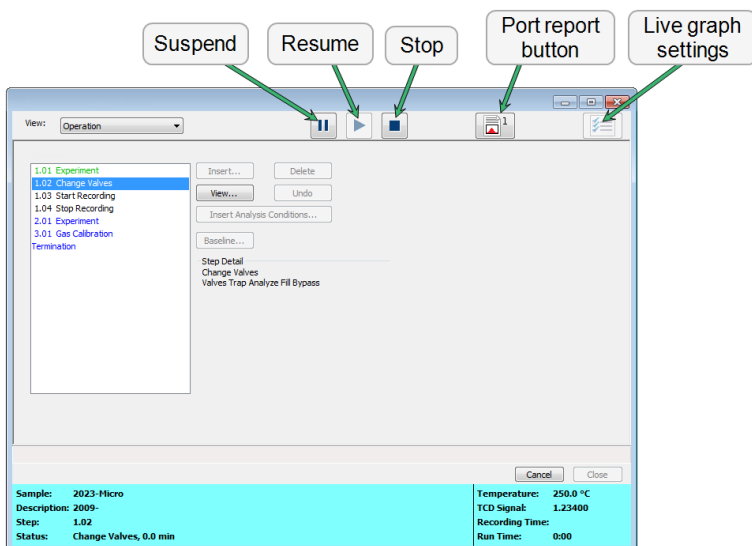 Suspend
Resume
Stop
Port report
button
Live graph
settings
View:
Operation
1
1.01 Experiment
1.02 Change Valves
1.03 Start Recording
1.04 Stop Recording
2.01 Experiment
3.01 Gas Calibration
Termination
Insert...
Delete
View...
Undo
Insert Analysis Conditions...
Baseline...
Step Detail
Change Valves
Valves Trap Analyze Fill Bypass
Cancel
Close
Sample: 2023-Micro
Description: 2009-
Step: 1.02
Status: Change Valves, 0.0 min
Temperature: 250.0 °C
TCD Signal: 1.23400
Recording Time:
Run Time: 0:00